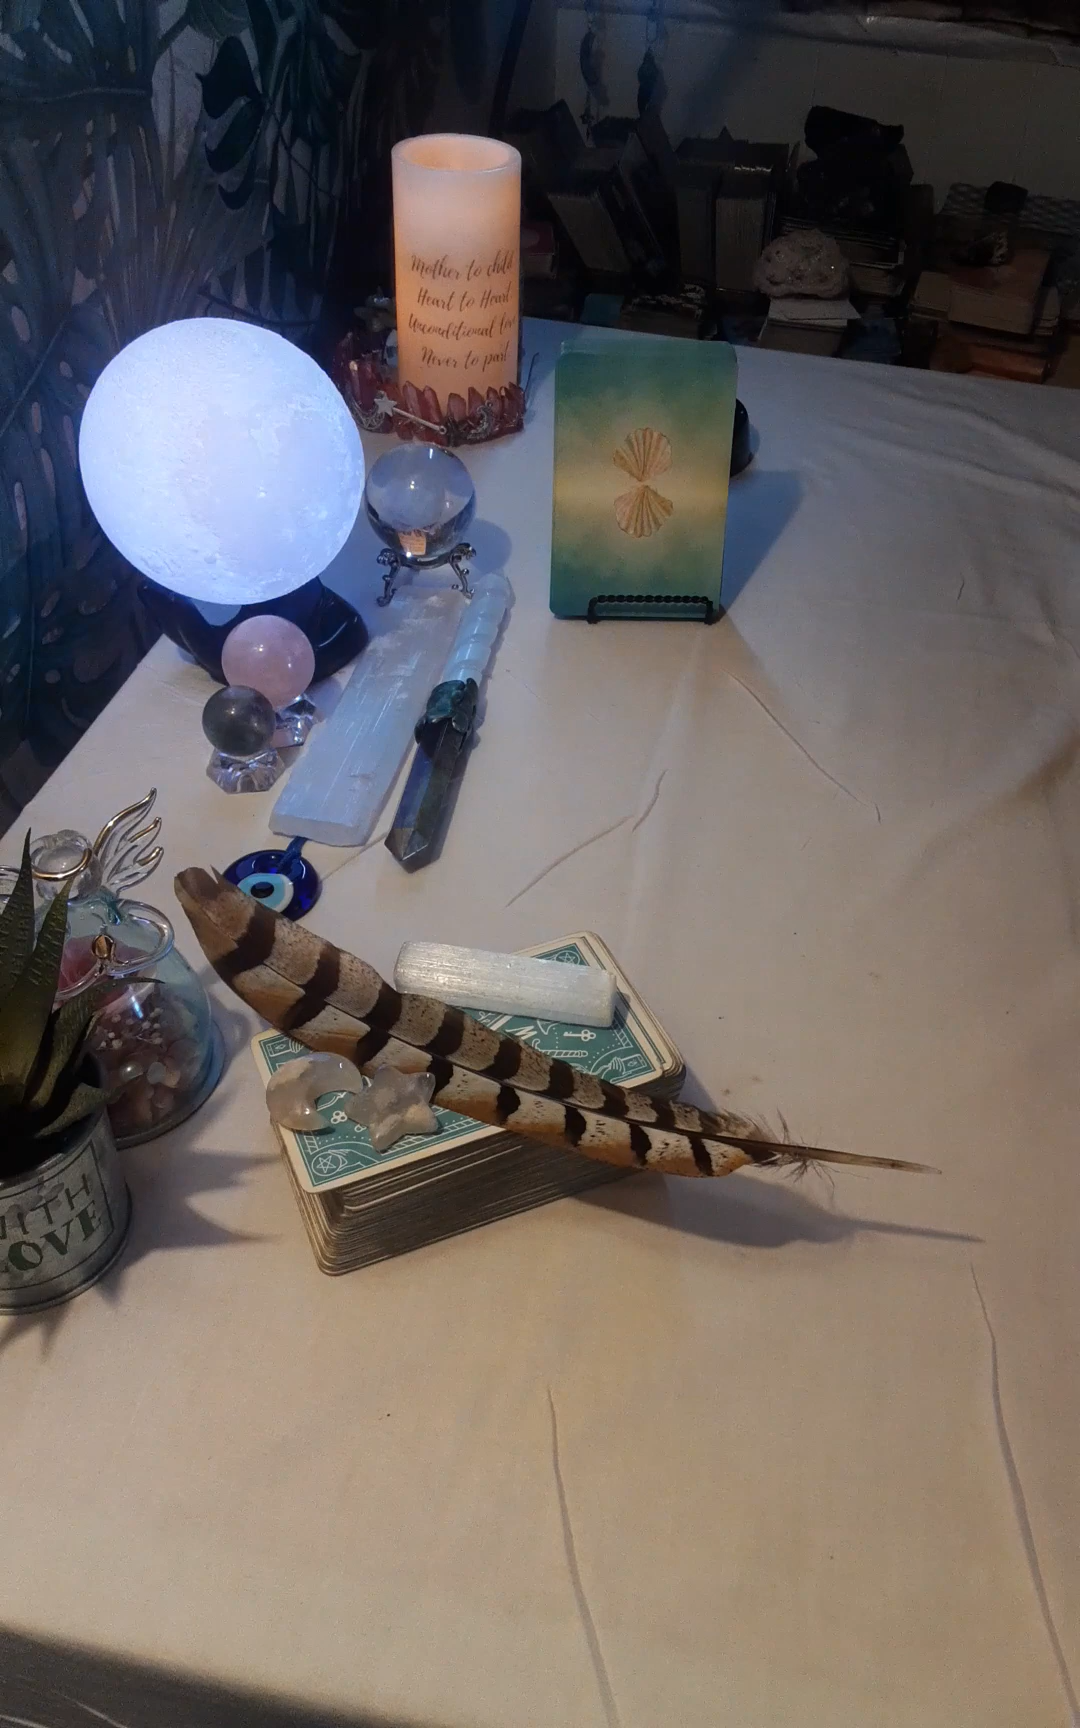 Mother to child
Heart to Heart
Unconditional love
Never to part
WITH
LOVE